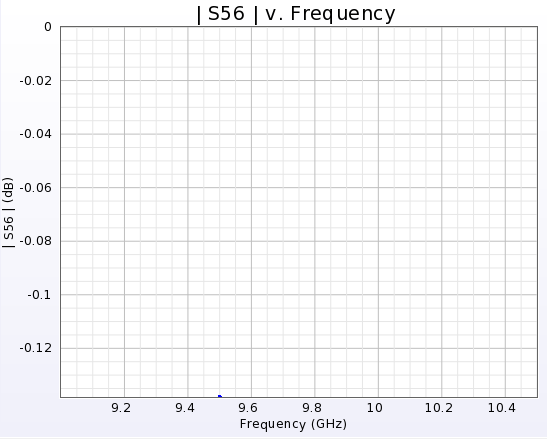 | S56 | v. Frequency
0
-0.02
-0.04
-0.06
-0.08
-0.1
-0.12
| S56 | (dB)
9.2 9.4 9.6 9.8 10 10.2 10.4
Frequency (GHz)